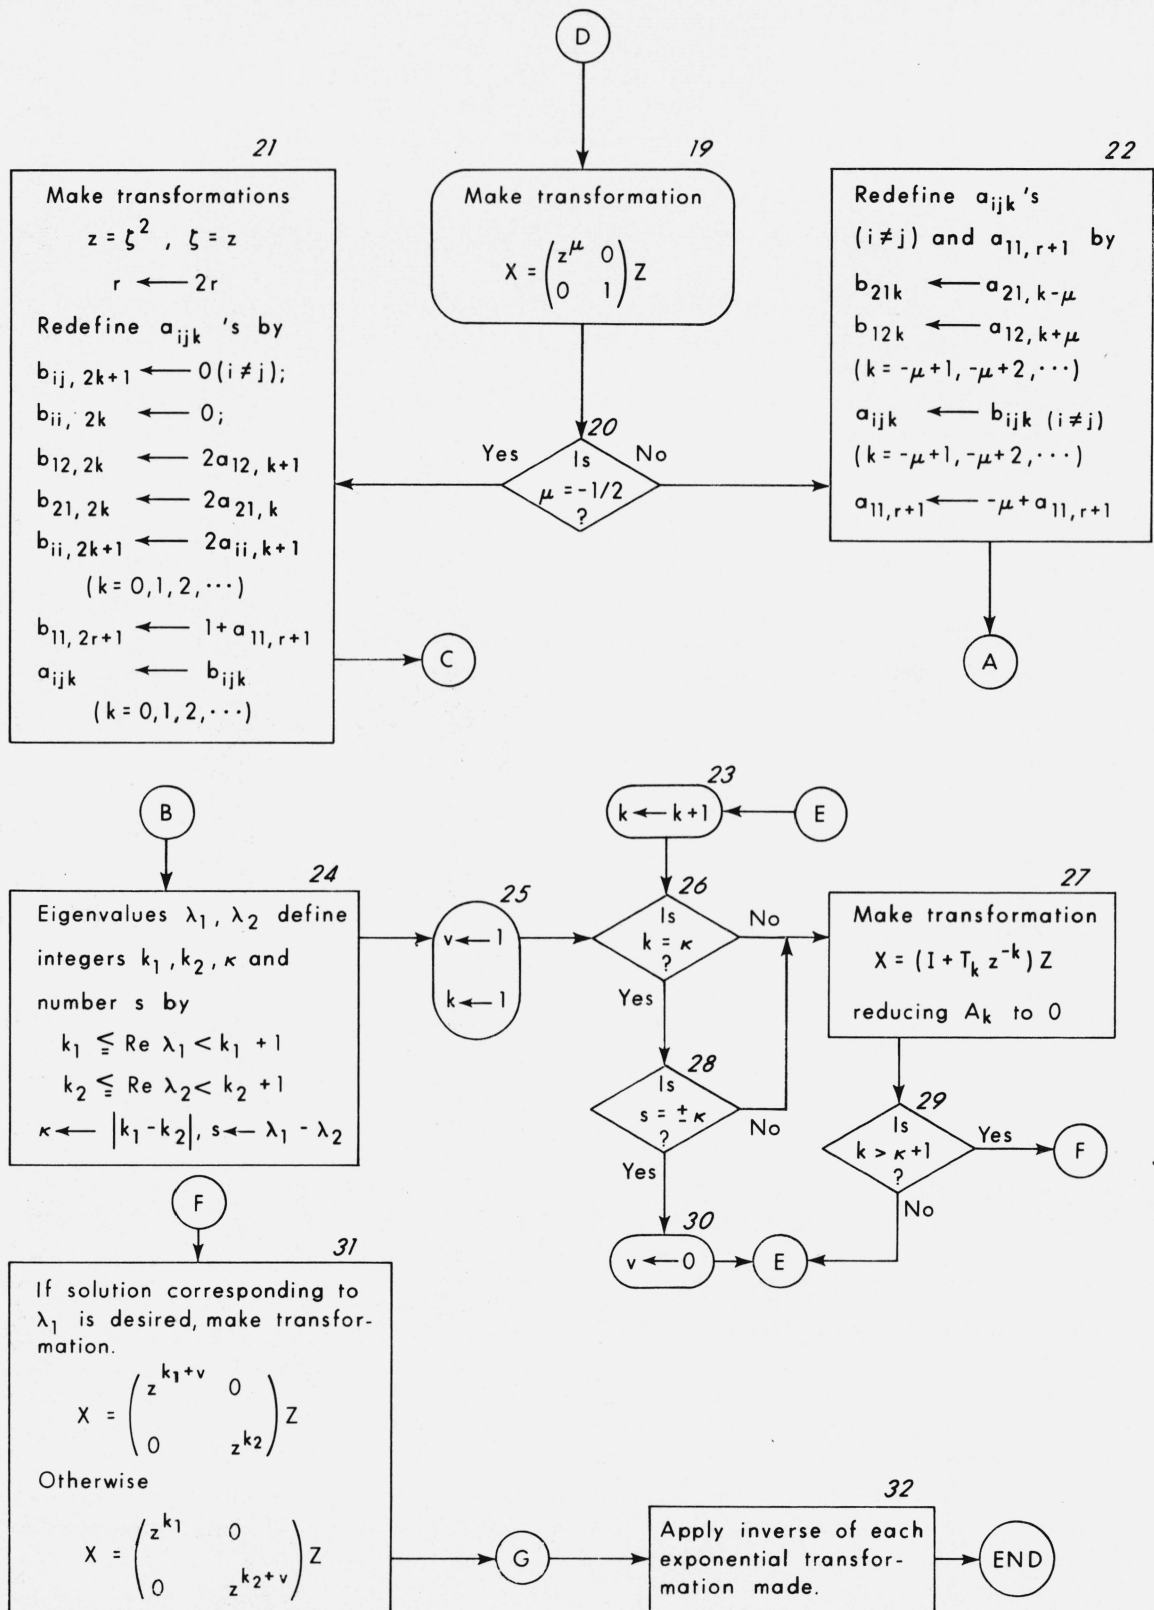 D
21
Make transformations
z = ζ² , ζ = z
r ← 2r
Redefine a_ijk 's by
b_ij, 2k+1 ← 0 (i ≠ j);
b_ii, 2k ← 0;
b_12, 2k ← 2a_12, k+1
b_21, 2k ← 2a_21, k
b_ii, 2k+1 ← 2a_ii, k+1
(k = 0,1,2, ···)
b_11, 2r+1 ← 1 + a_11, r+1
a_ijk ← b_ijk
(k = 0,1,2, ···)
C
19
Make transformation
X = (z^μ 0
0 1) Z
20
Is
μ = -1/2
?
Yes
No
22
Redefine a_ijk's
(i ≠ j) and a_11, r+1 by
b_21k ← a_21, k-μ
b_12k ← a_12, k+μ
(k = -μ+1, -μ+2, ···)
a_ijk ← b_ijk (i ≠ j)
(k = -μ+1, -μ+2, ···)
a_11, r+1 ← -μ + a_11, r+1
A
B
24
Eigenvalues λ₁, λ₂ define
integers k₁, k₂, κ and
number s by
k₁ ≦ Re λ₁ < k₁ + 1
k₂ ≦ Re λ₂ < k₂ + 1
κ ← |k₁ - k₂|, s ← λ₁ - λ₂
25
v ← 1
k ← 1
23
k ← k+1
E
26
Is
k = κ
?
No
Yes
28
Is
s = ± κ
?
No
Yes
30
v ← 0
E
27
Make transformation
X = (I + T_k z^-k) Z
reducing A_k to 0
29
Is
k > κ+1
?
Yes
F
No
F
31
If solution corresponding to
λ₁ is desired, make transfor-
mation.
X = (z^k₁+v 0
0 z^k₂) Z
Otherwise
X = (z^k₁ 0
0 z^k₂+v) Z
G
32
Apply inverse of each
exponential transfor-
mation made.
END